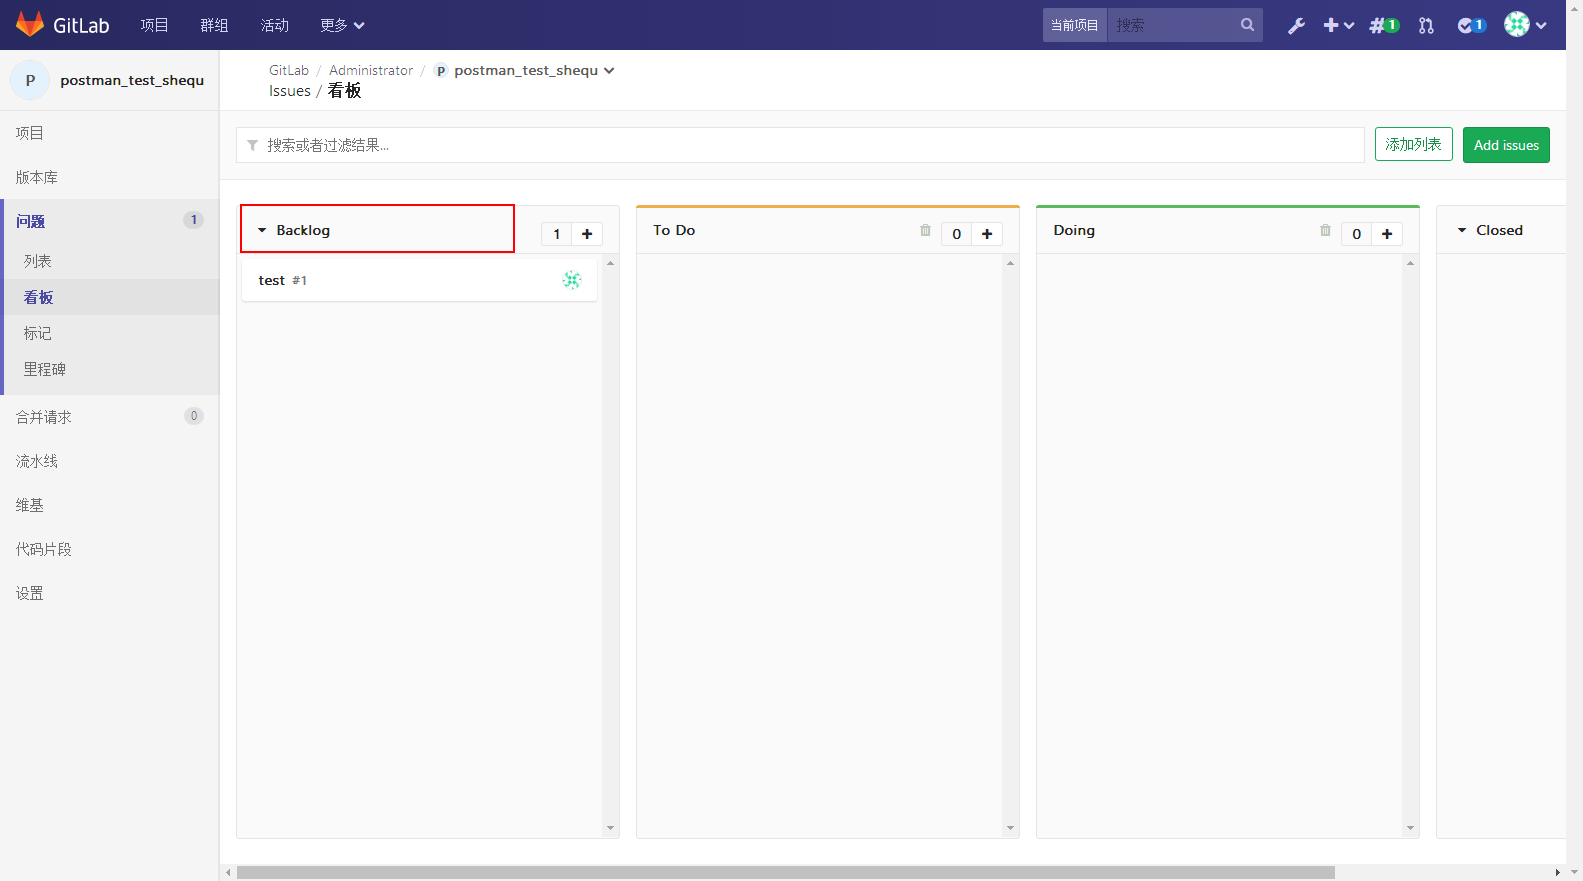 GitLab 项目 群组 活动 更多 当前项目 搜索 1 1
P postman_test_shequ
GitLab / Administrator / P postman_test_shequ
Issues / 看板
项目
版本库
问题 1
列表
看板
标记
里程碑
合并请求 0
流水线
维基
代码片段
设置
搜索或者过滤结果... 添加列表 Add issues
Backlog 1 +
test #1
To Do 0 +
Doing 0 +
Closed